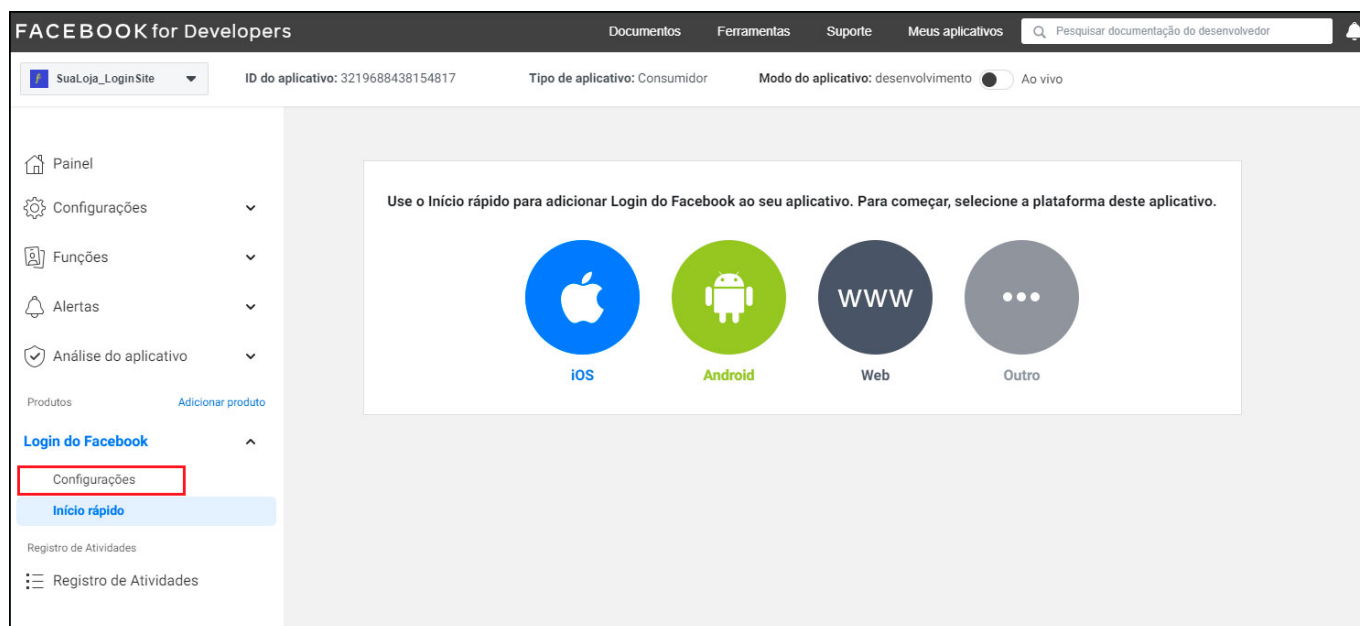 FACEBOOK for Developers
Documentos Ferramentas Suporte Meus aplicativos Pesquisar documentação do desenvolvedor
SuaLoja_LoginSite ID do aplicativo: 3219688438154817 Tipo de aplicativo: Consumidor Modo do aplicativo: desenvolvimento Ao vivo
Painel
Configurações
Funções
Alertas
Análise do aplicativo
Produtos Adicionar produto
Login do Facebook
Configurações
Início rápido
Registro de Atividades
Registro de Atividades
Use o Início rápido para adicionar Login do Facebook ao seu aplicativo. Para começar, selecione a plataforma deste aplicativo.
WWW
iOS Android Web Outro